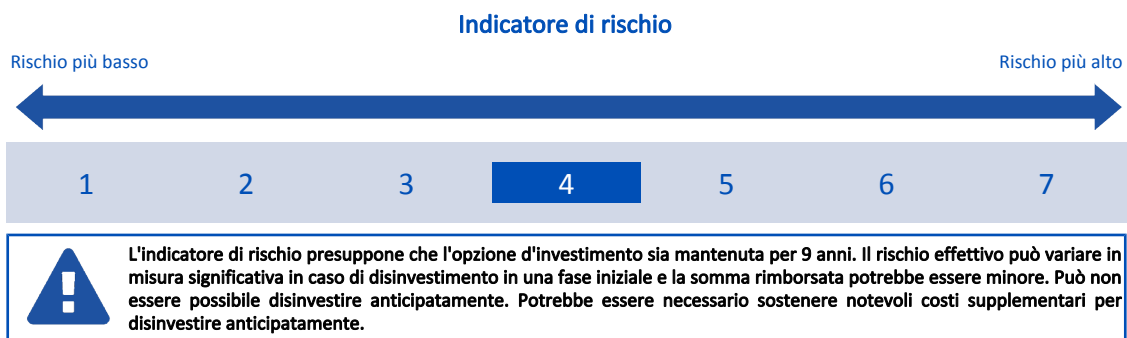 Indicatore di rischio
Rischio più basso Rischio più alto
1 2 3 4 5 6 7
L'indicatore di rischio presuppone che l'opzione d'investimento sia mantenuta per 9 anni. Il rischio effettivo può variare in
misura significativa in caso di disinvestimento in una fase iniziale e la somma rimborsata potrebbe essere minore. Può non
essere possibile disinvestire anticipatamente. Potrebbe essere necessario sostenere notevoli costi supplementari per
disinvestire anticipatamente.